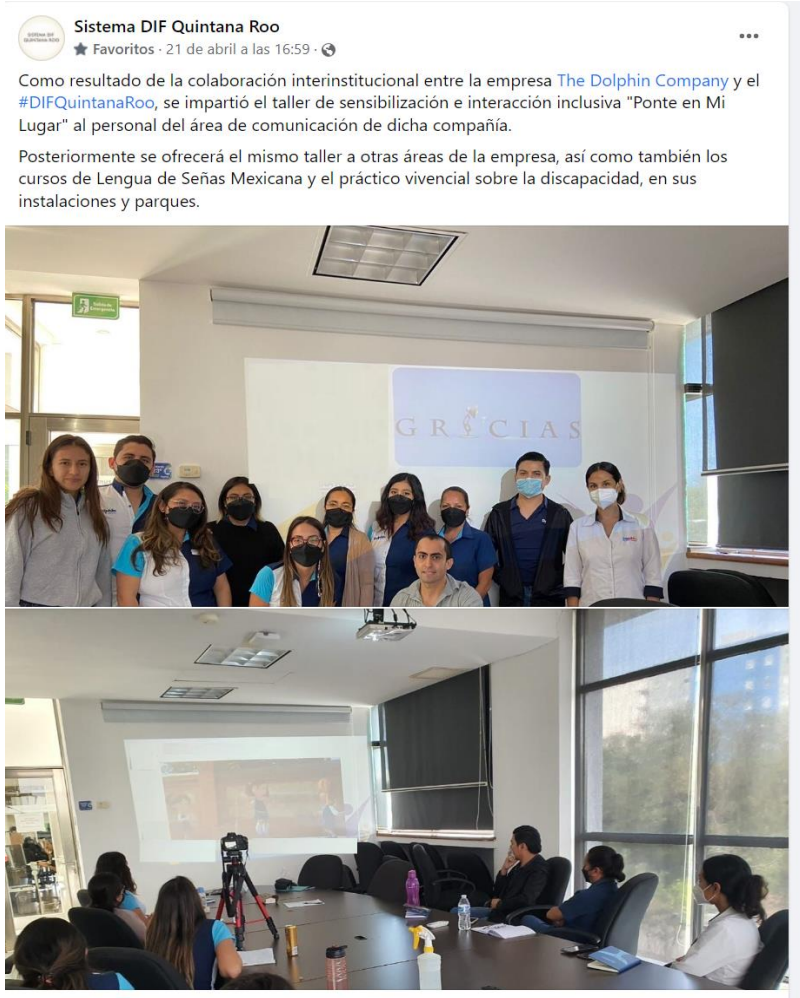 Sistema DIF Quintana Roo
Favoritos · 21 de abril a las 16:59 ·
Como resultado de la colaboración interinstitucional entre la empresa The Dolphin Company y el
#DIFQuintanaRoo, se impartió el taller de sensibilización e interacción inclusiva "Ponte en Mi
Lugar" al personal del área de comunicación de dicha compañía.
Posteriormente se ofrecerá el mismo taller a otras áreas de la empresa, así como también los
cursos de Lengua de Señas Mexicana y el práctico vivencial sobre la discapacidad, en sus
instalaciones y parques.
Salida de
Emergencia
GRACIAS